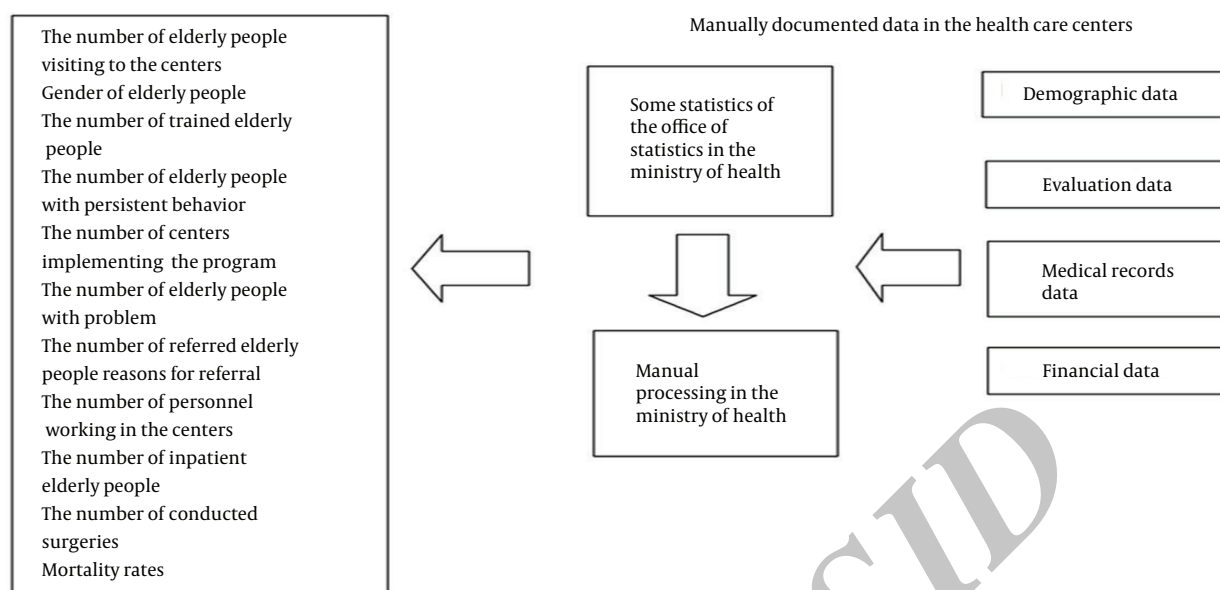 The number of elderly people
visiting to the centers
Gender of elderly people
The number of trained elderly
people
The number of elderly people
with persistent behavior
The number of centers
implementing the program
The number of elderly people
with problem
The number of referred elderly
people reasons for referral
The number of personnel
working in the centers
The number of inpatient
elderly people
The number of conducted
surgeries
Mortality rates
Manually documented data in the health care centers
Some statistics of
the office of
statistics in the
ministry of health
Manual
processing in the
ministry of health
Demographic data
Evaluation data
Medical records
data
Financial data
SID